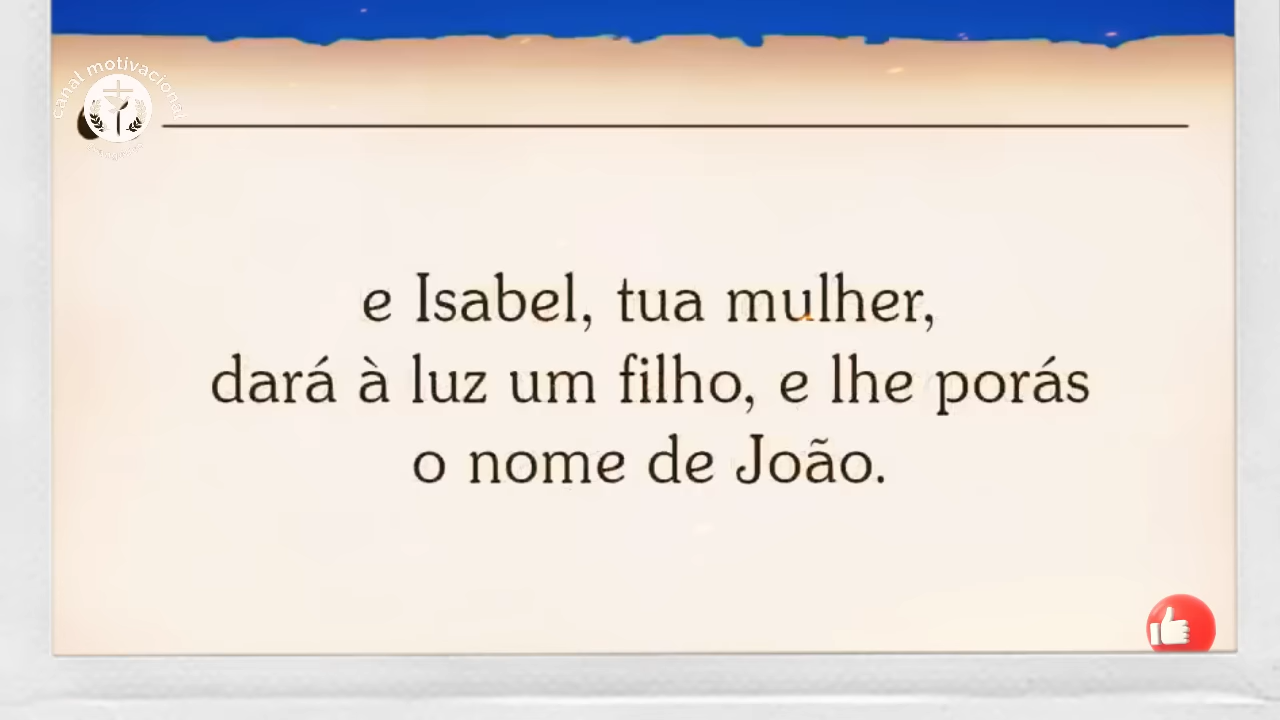 canal motivacional
e Isabel, tua mulher,
dará à luz um filho, e lhe porás
o nome de João.